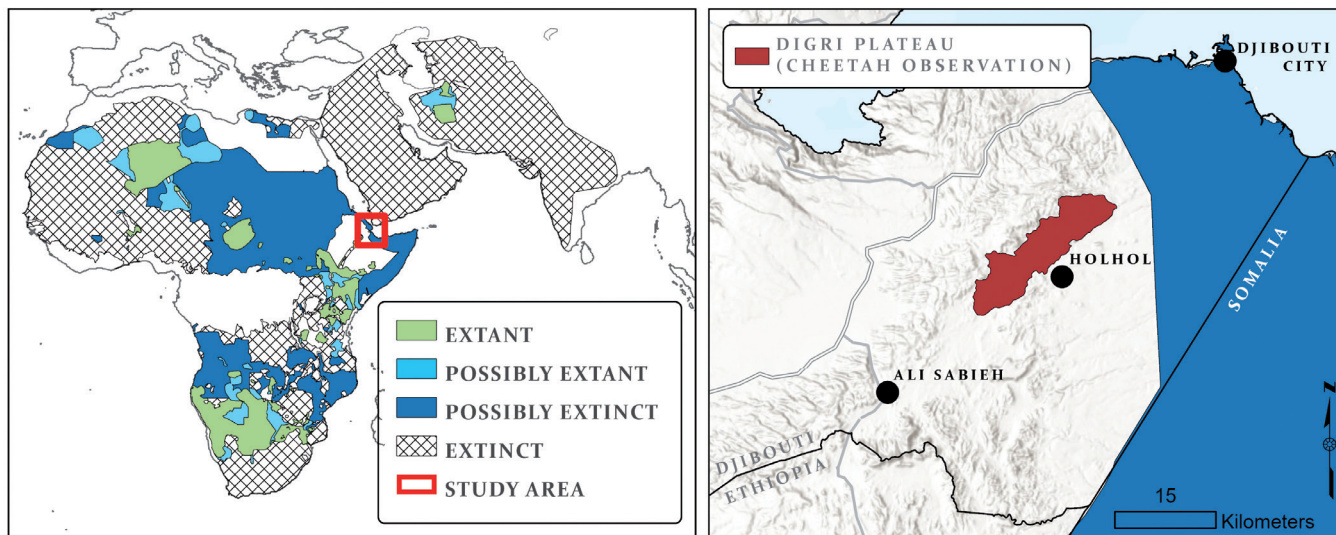 EXTANT
POSSIBLY EXTANT
POSSIBLY EXTINCT
EXTINCT
STUDY AREA
DIGRI PLATEAU
(CHEETAH OBSERVATION)
DJIBOUTI
CITY
HOLHOL
SOMALIA
ALI SABIEH
DJIBOUTI
ETHIOPIA
N
15
Kilometers